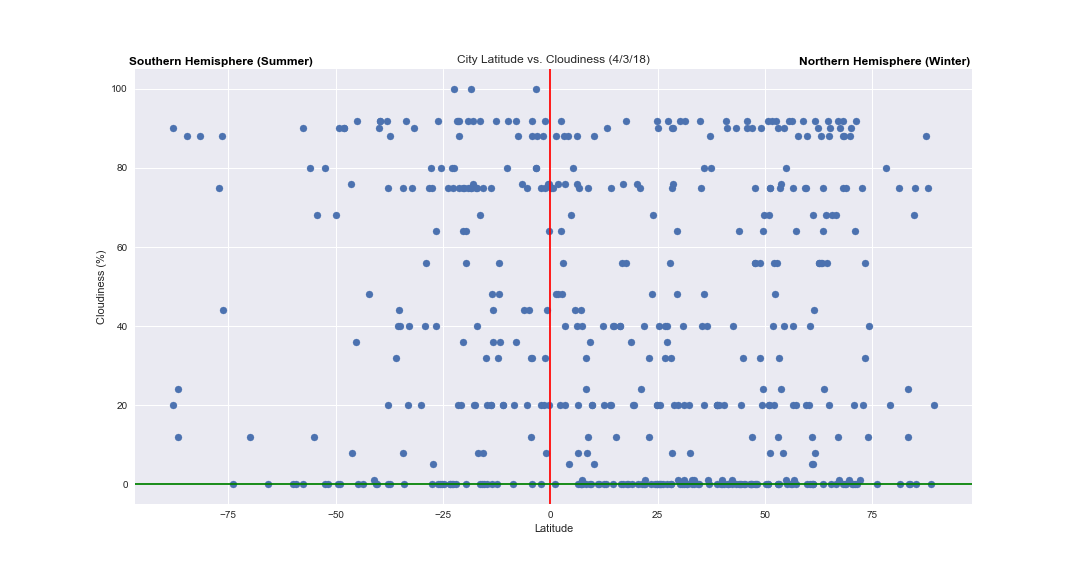 Southern Hemisphere (Summer)
City Latitude vs. Cloudiness (4/3/18)
Northern Hemisphere (Winter)
100
80
60
40
20
0
Cloudiness (%)
−75
−50
−25
0
25
50
75
Latitude